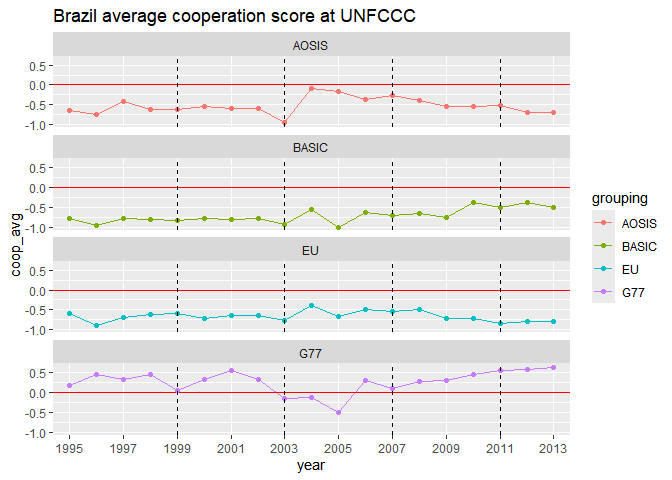 Brazil average cooperation score at UNFCCC
AOSIS
0.5
0.0
-0.5
-1.0
BASIC
0.5
0.0
-0.5
-1.0
EU
0.5
0.0
-0.5
-1.0
G77
0.5
0.0
-0.5
-1.0
coop_avg
1995 1997 1999 2001 2003 2005 2007 2009 2011 2013
year
grouping
AOSIS
BASIC
EU
G77